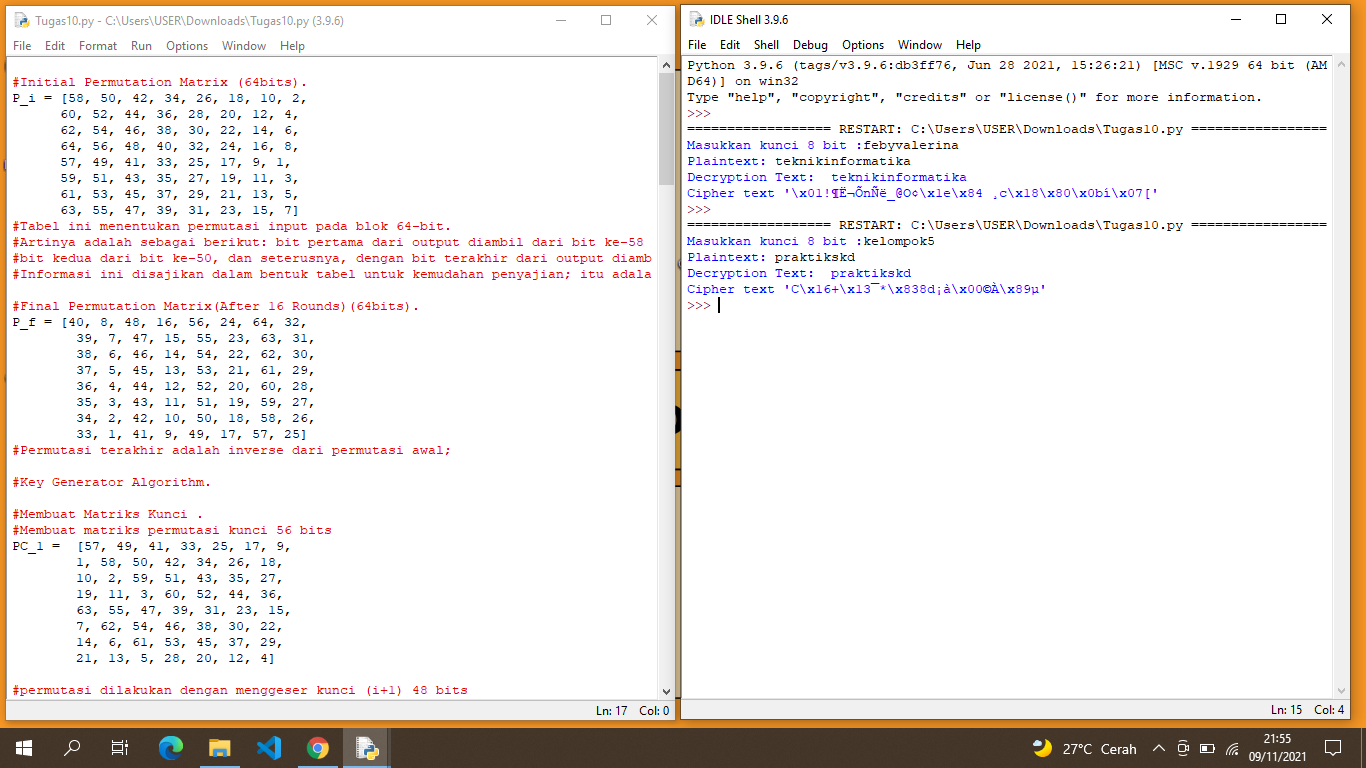 Tugas10.py - C:\Users\USER\Downloads\Tugas10.py (3.9.6)
File Edit Format Run Options Window Help
#Initial Permutation Matrix (64bits).
P_i = [58, 50, 42, 34, 26, 18, 10, 2,
60, 52, 44, 36, 28, 20, 12, 4,
62, 54, 46, 38, 30, 22, 14, 6,
64, 56, 48, 40, 32, 24, 16, 8,
57, 49, 41, 33, 25, 17, 9, 1,
59, 51, 43, 35, 27, 19, 11, 3,
61, 53, 45, 37, 29, 21, 13, 5,
63, 55, 47, 39, 31, 23, 15, 7]
#Tabel ini menentukan permutasi input pada blok 64-bit.
#Artinya adalah sebagai berikut: bit pertama dari output diambil dari bit ke-58
#bit kedua dari bit ke-50, dan seterusnya, dengan bit terakhir dari output diamb
#Informasi ini disajikan dalam bentuk tabel untuk kemudahan penyajian; itu adala
#Final Permutation Matrix(After 16 Rounds)(64bits).
P_f = [40, 8, 48, 16, 56, 24, 64, 32,
39, 7, 47, 15, 55, 23, 63, 31,
38, 6, 46, 14, 54, 22, 62, 30,
37, 5, 45, 13, 53, 21, 61, 29,
36, 4, 44, 12, 52, 20, 60, 28,
35, 3, 43, 11, 51, 19, 59, 27,
34, 2, 42, 10, 50, 18, 58, 26,
33, 1, 41, 9, 49, 17, 57, 25]
#Permutasi terakhir adalah inverse dari permutasi awal;
#Key Generator Algorithm.
#Membuat Matriks Kunci .
#Membuat matriks permutasi kunci 56 bits
PC_1 = [57, 49, 41, 33, 25, 17, 9,
1, 58, 50, 42, 34, 26, 18,
10, 2, 59, 51, 43, 35, 27,
19, 11, 3, 60, 52, 44, 36,
63, 55, 47, 39, 31, 23, 15,
7, 62, 54, 46, 38, 30, 22,
14, 6, 61, 53, 45, 37, 29,
21, 13, 5, 28, 20, 12, 4]
#permutasi dilakukan dengan menggeser kunci (i+1) 48 bits
Ln: 17 Col: 0
IDLE Shell 3.9.6
File Edit Shell Debug Options Window Help
Python 3.9.6 (tags/v3.9.6:db3ff76, Jun 28 2021, 15:26:21) [MSC v.1929 64 bit (AM
D64)] on win32
Type "help", "copyright", "credits" or "license()" for more information.
>>>
================== RESTART: C:\Users\USER\Downloads\Tugas10.py =================
Masukkan kunci 8 bit :febyvalerina
Plaintext: teknikinformatika
Decryption Text:  teknikinformatika
Cipher text '\x01!¶Ë¬ÕnÑë_@O¢\x1e\x84 ¸c\x18\x80\x0bí\x07['
>>>
================== RESTART: C:\Users\USER\Downloads\Tugas10.py =================
Masukkan kunci 8 bit :kelompok5
Plaintext: praktikskd
Decryption Text:  praktikskd
Cipher text 'C\x16+\x13¯*\x838d¡à\x00©À\x89µ'
>>>
Ln: 15 Col: 4
27°C Cerah
21:55
09/11/2021